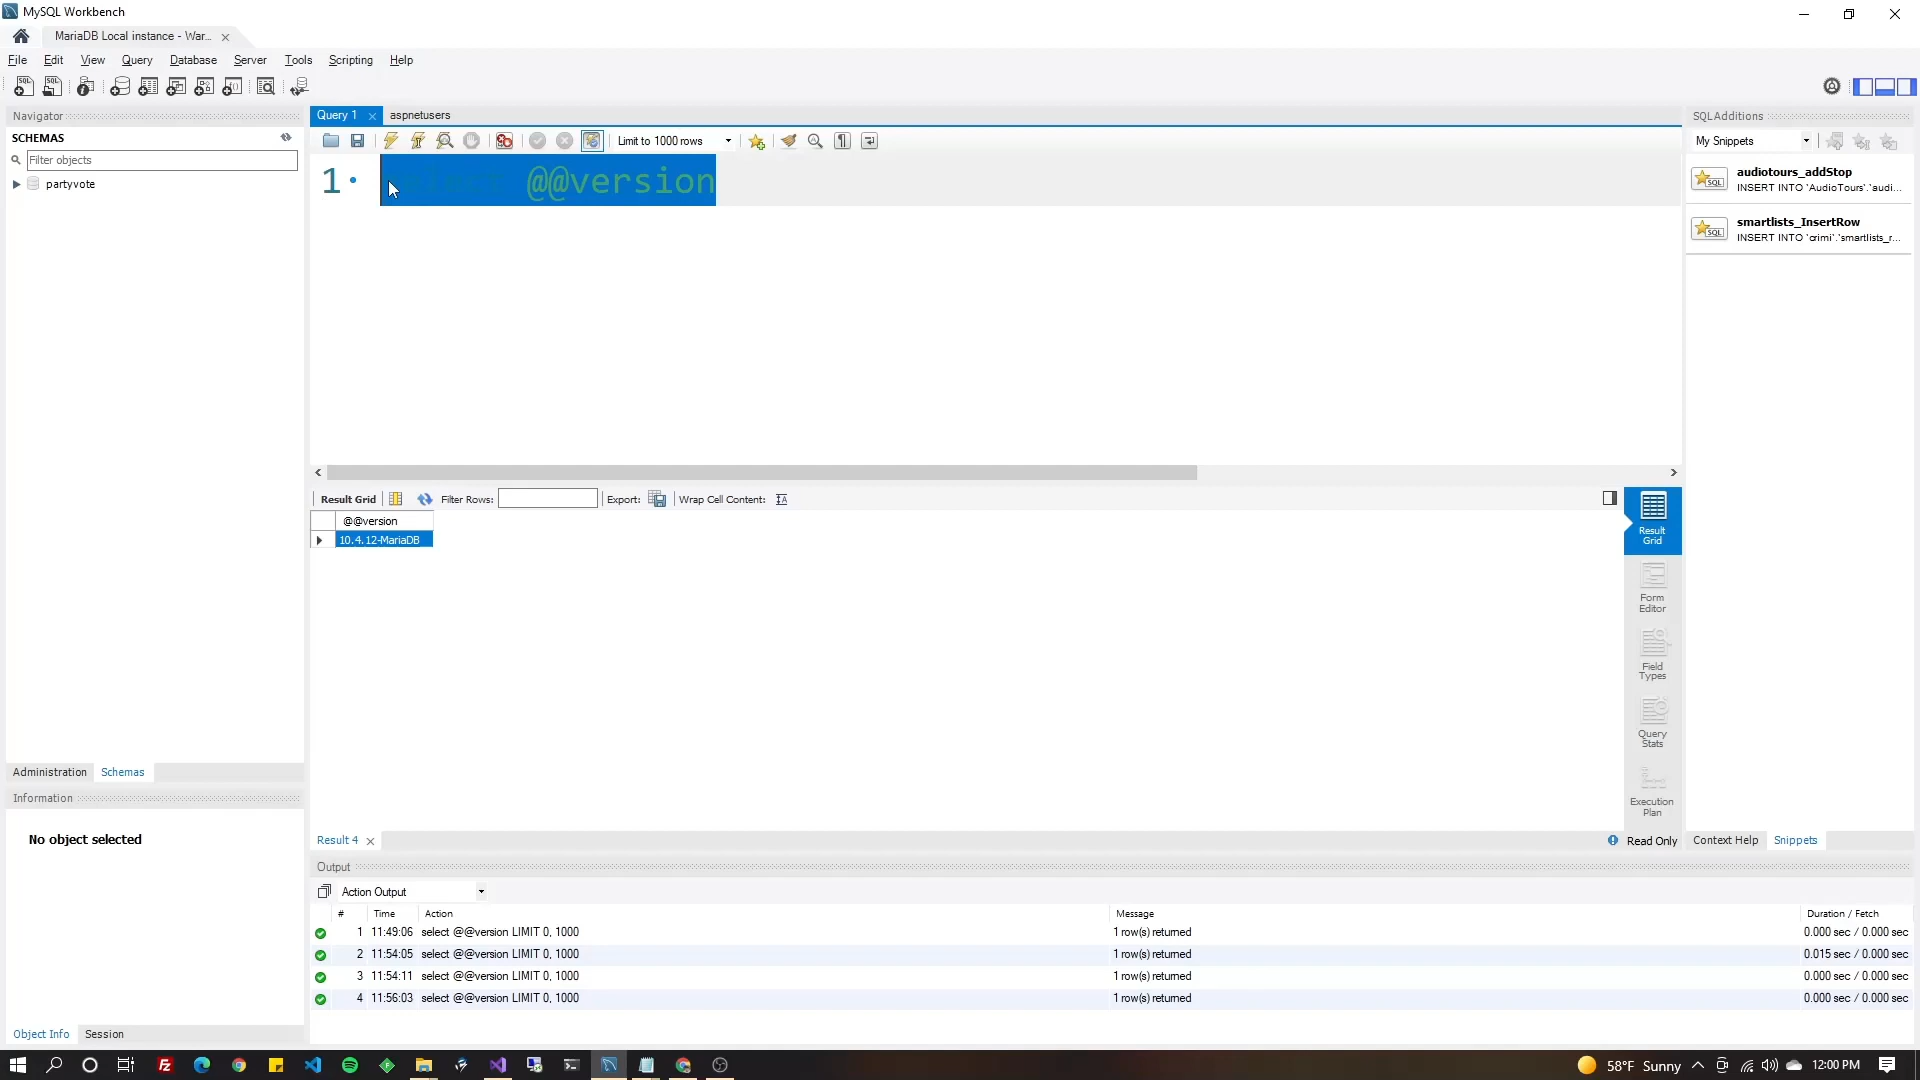 MySQL Workbench
MariaDB Local instance - War...
File Edit View Query Database Server Tools Scripting Help
Navigator
SCHEMAS
Filter objects
partyvote
Query 1
aspnetusers
Limit to 1000 rows
1
select @@version
SQLAdditions
My Snippets
audiotours_addStop
INSERT INTO `AudioTours`.`audi...
smartlists_InsertRow
INSERT INTO `crimi`.`smartlists_r...
Result Grid Filter Rows: Export: Wrap Cell Content:
@@version
10.4.12-MariaDB
Result
Grid
Form
Editor
Field
Types
Query
Stats
Execution
Plan
Administration Schemas
Information
No object selected
Object Info Session
Result 4
Read Only
Context Help Snippets
Output
Action Output
# Time Action Message Duration / Fetch
1 11:49:06 select @@version LIMIT 0, 1000 1 row(s) returned 0.000 sec / 0.000 sec
2 11:54:05 select @@version LIMIT 0, 1000 1 row(s) returned 0.015 sec / 0.000 sec
3 11:54:11 select @@version LIMIT 0, 1000 1 row(s) returned 0.000 sec / 0.000 sec
4 11:56:03 select @@version LIMIT 0, 1000 1 row(s) returned 0.000 sec / 0.000 sec
58°F Sunny 12:00 PM